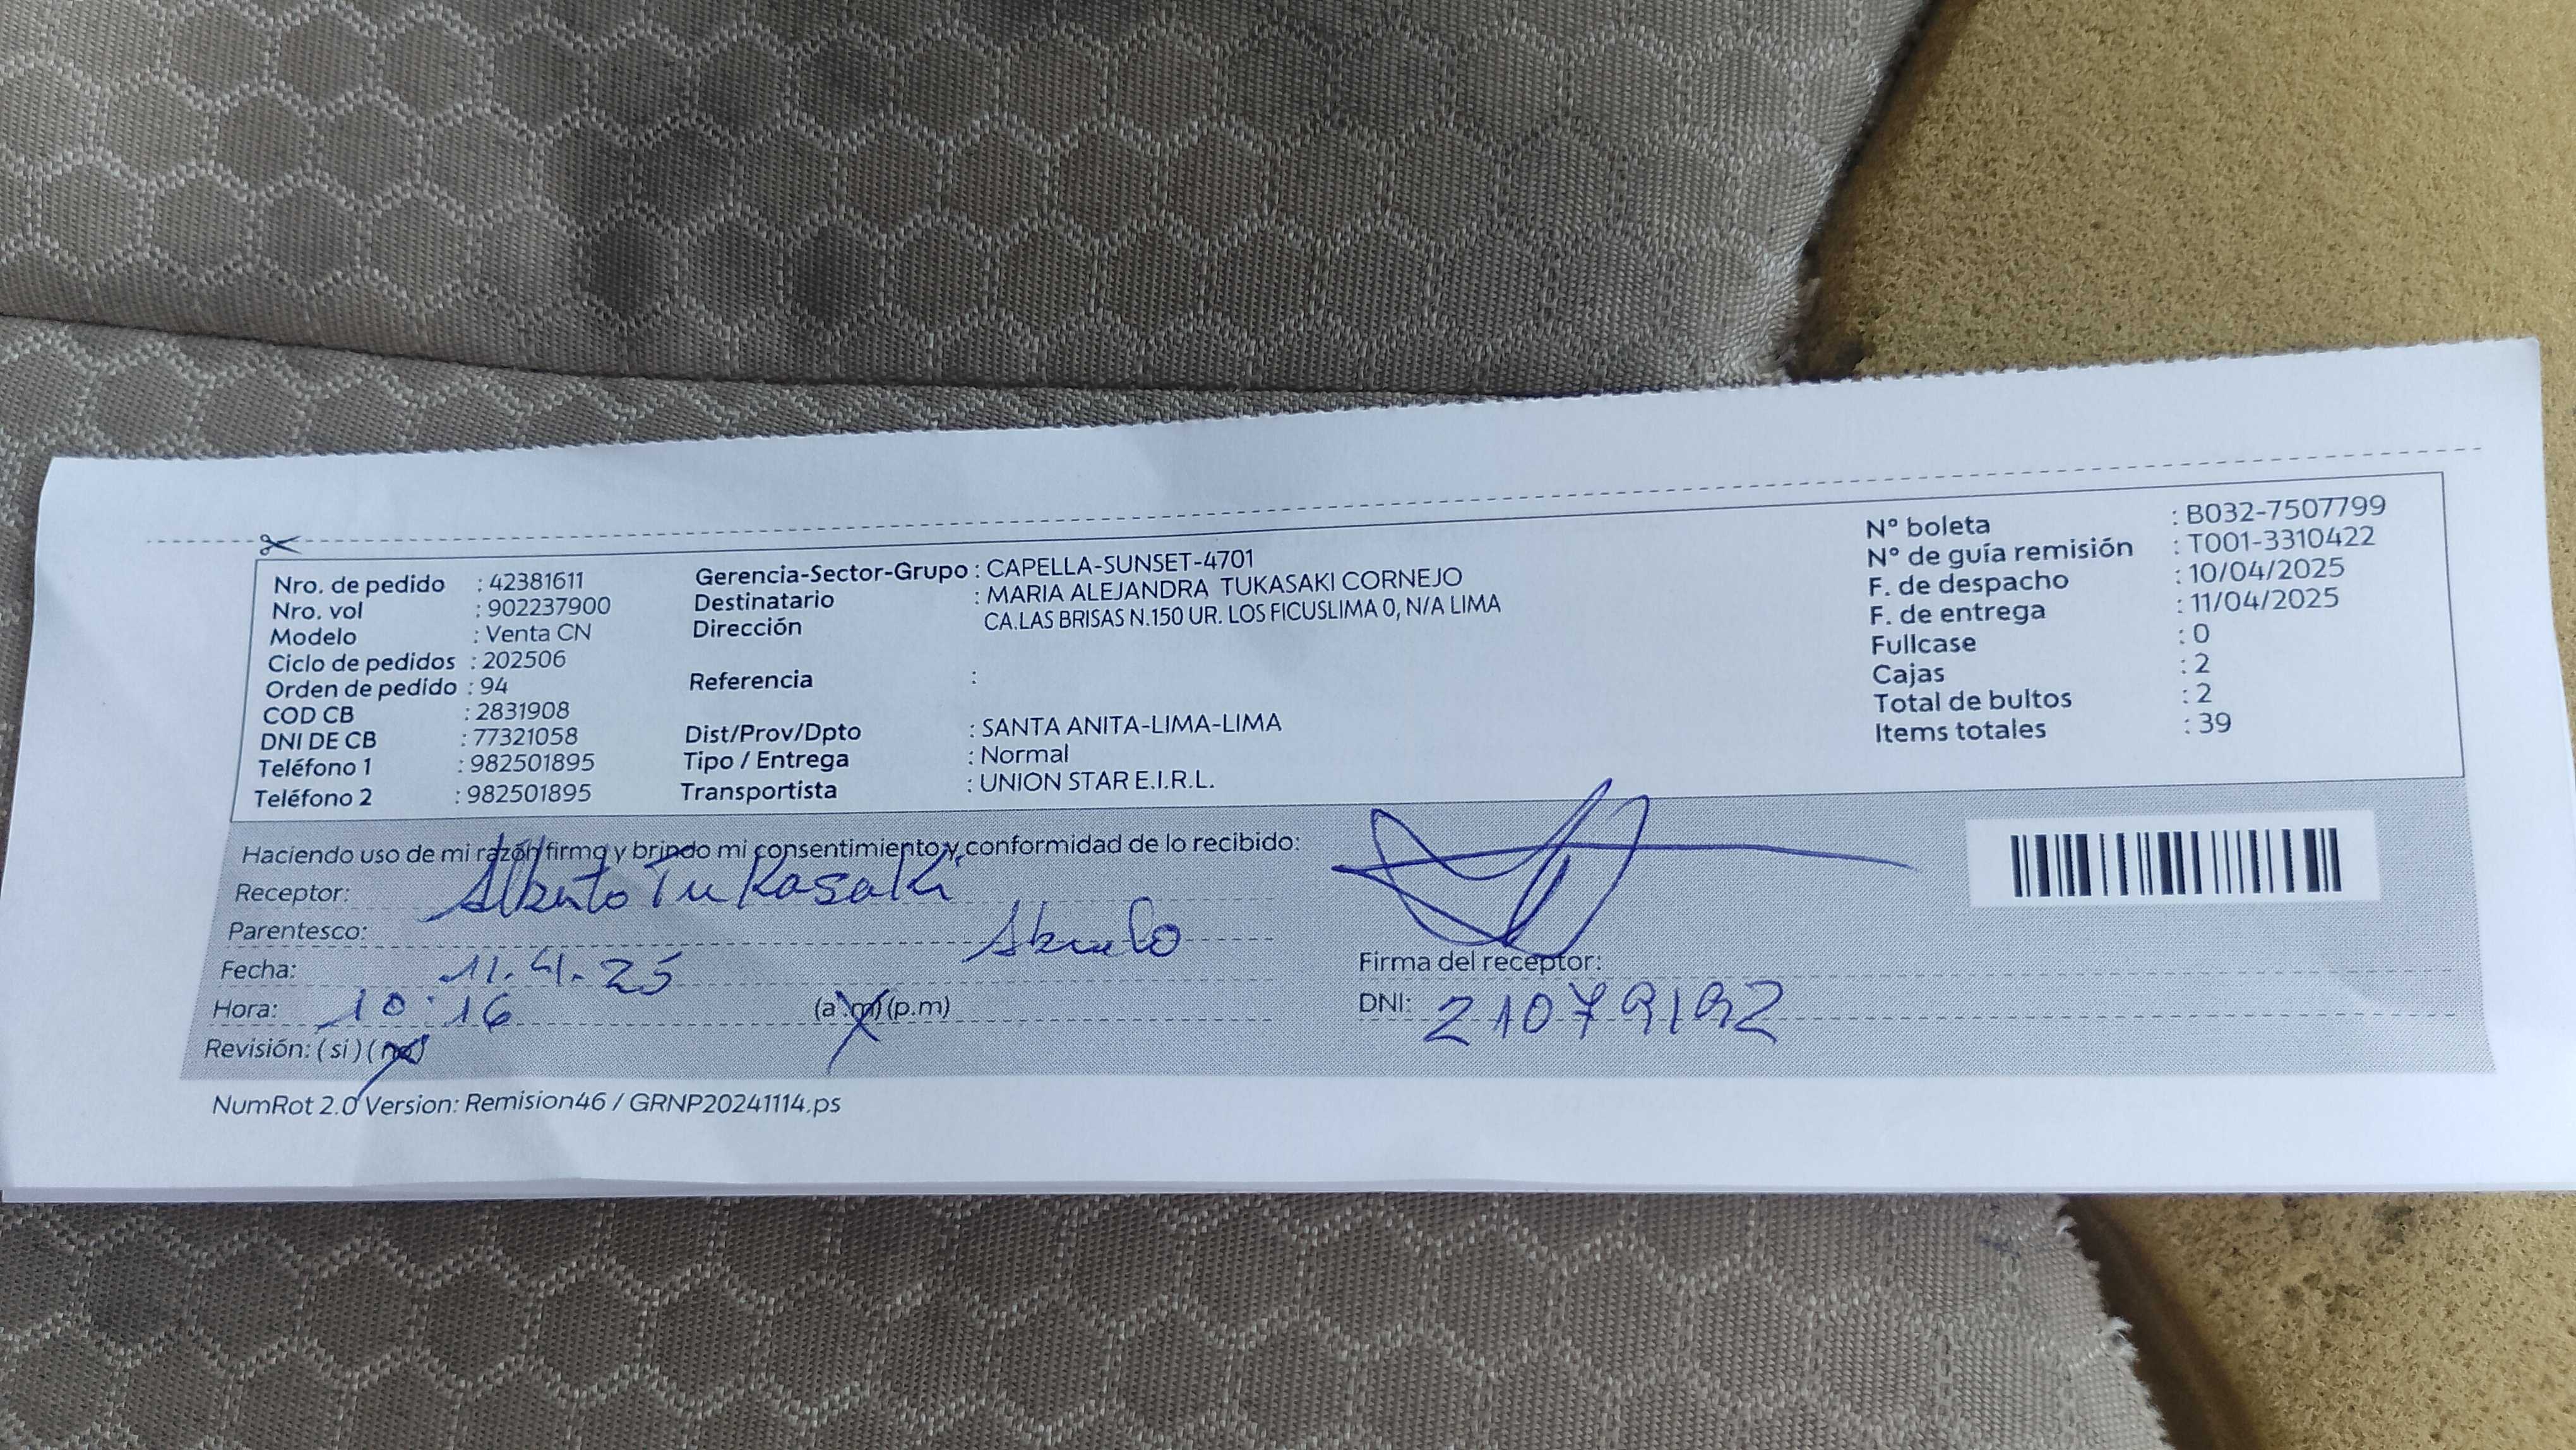 Nro. de pedido : 42381611
Nro. vol : 902237900
Modelo : Venta CN
Ciclo de pedidos : 202506
Orden de pedido : 94
COD CB : 2831908
DNI DE CB : 77321058
Teléfono 1 : 982501895
Teléfono 2 : 982501895
Gerencia-Sector-Grupo : CAPELLA-SUNSET-4701
Destinatario : MARIA ALEJANDRA TUKASAKI CORNEJO
Dirección CA.LAS BRISAS N.150 UR. LOS FICUSLIMA 0, N/A LIMA
Referencia :
Dist/Prov/Dpto : SANTA ANITA-LIMA-LIMA
Tipo / Entrega : Normal
Transportista : UNION STAR E.I.R.L.
N° boleta : B032-7507799
N° de guía remisión : T001-3310422
F. de despacho : 10/04/2025
F. de entrega : 11/04/2025
Fullcase : 0
Cajas : 2
Total de bultos : 2
Items totales : 39
Haciendo uso de mi razón firmo y brindo mi consentimiento y conformidad de lo recibido:
Receptor: Alberto Tukasaki
Parentesco: Abuelo
Fecha: 11.4.25
Hora: 10:16 (a.m) (p.m)
Revisión: (si) (no)
Firma del receptor:
DNI: 21079192
NumRot 2.0 Version: Remision46 / GRNP20241114.ps